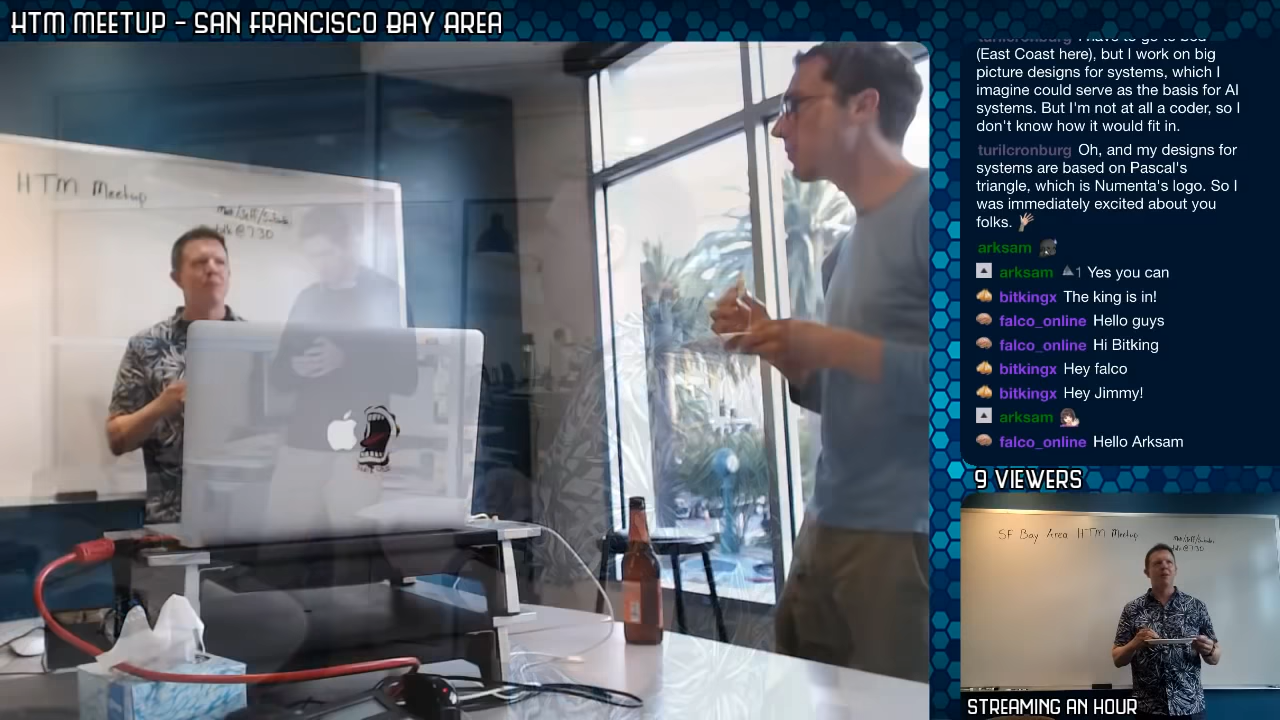 HTM MEETUP - SAN FRANCISCO BAY AREA
(East Coast here), but I work on big
picture designs for systems, which I
imagine could serve as the basis for AI
systems. But I'm not at all a coder, so I
don't know how it would fit in.
turilcronburg Oh, and my designs for
systems are based on Pascal's
triangle, which is Numenta's logo. So I
was immediately excited about you
folks.
arksam
arksam 1 Yes you can
bitkingx The king is in!
falco_online Hello guys
falco_online Hi Bitking
bitkingx Hey falco
bitkingx Hey Jimmy!
arksam
falco_online Hello Arksam
9 VIEWERS
HTM Meetup
@ 7:30
SF Bay Area HTM Meetup
@ 7:30
STREAMING AN HOUR